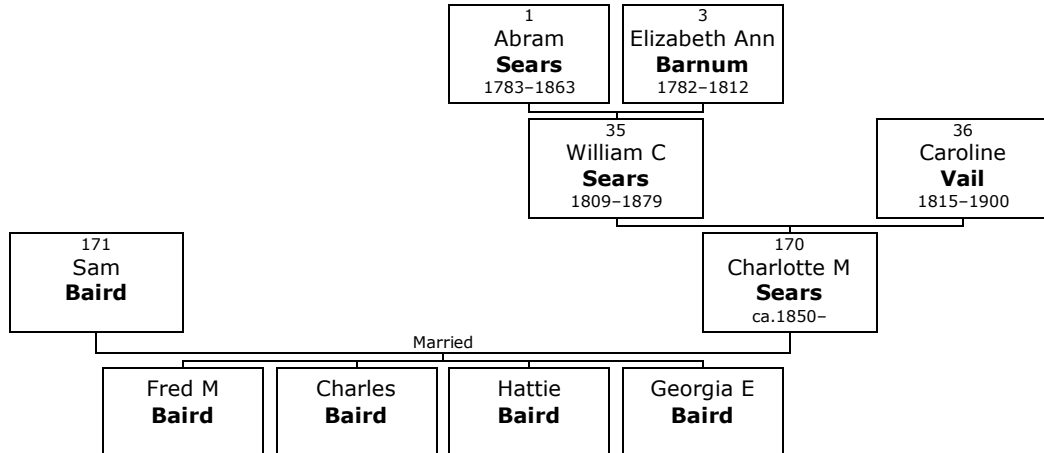 1
Abram
Sears
1783–1863
3
Elizabeth Ann
Barnum
1782–1812
35
William C
Sears
1809–1879
36
Caroline
Vail
1815–1900
171
Sam
Baird
170
Charlotte M
Sears
ca.1850–
Married
Fred M
Baird
Charles
Baird
Hattie
Baird
Georgia E
Baird